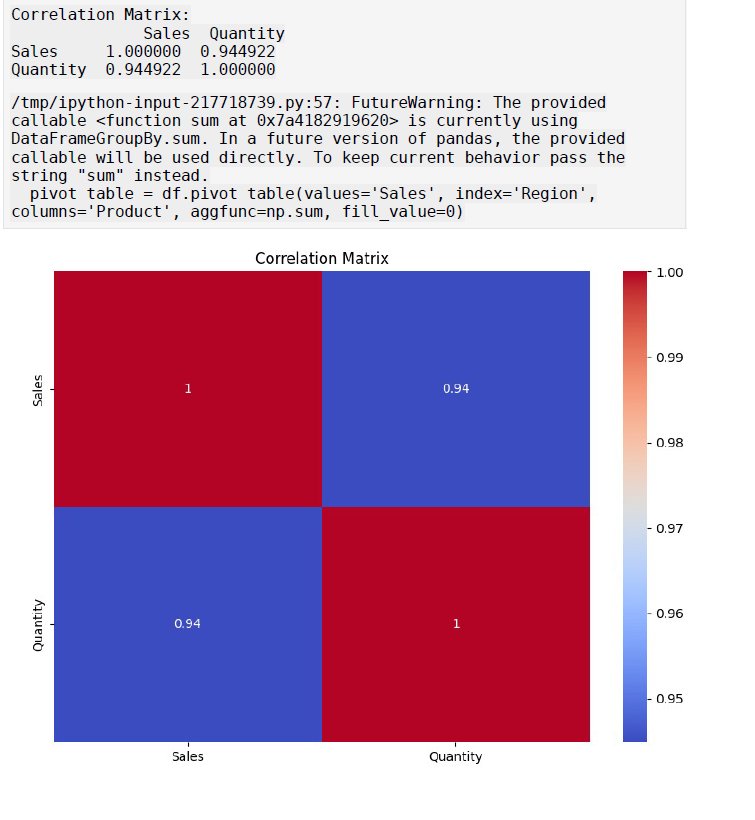 Correlation Matrix:
Sales  Quantity
Sales     1.000000  0.944922
Quantity  0.944922  1.000000
/tmp/ipython-input-217718739.py:57: FutureWarning: The provided
callable <function sum at 0x7a4182919620> is currently using
DataFrameGroupBy.sum. In a future version of pandas, the provided
callable will be used directly. To keep current behavior pass the
string "sum" instead.
pivot table = df.pivot table(values='Sales', index='Region',
columns='Product', aggfunc=np.sum, fill_value=0)
Correlation Matrix
Sales
1
0.94
Quantity
0.94
1
Sales
Quantity
1.00
0.99
0.98
0.97
0.96
0.95